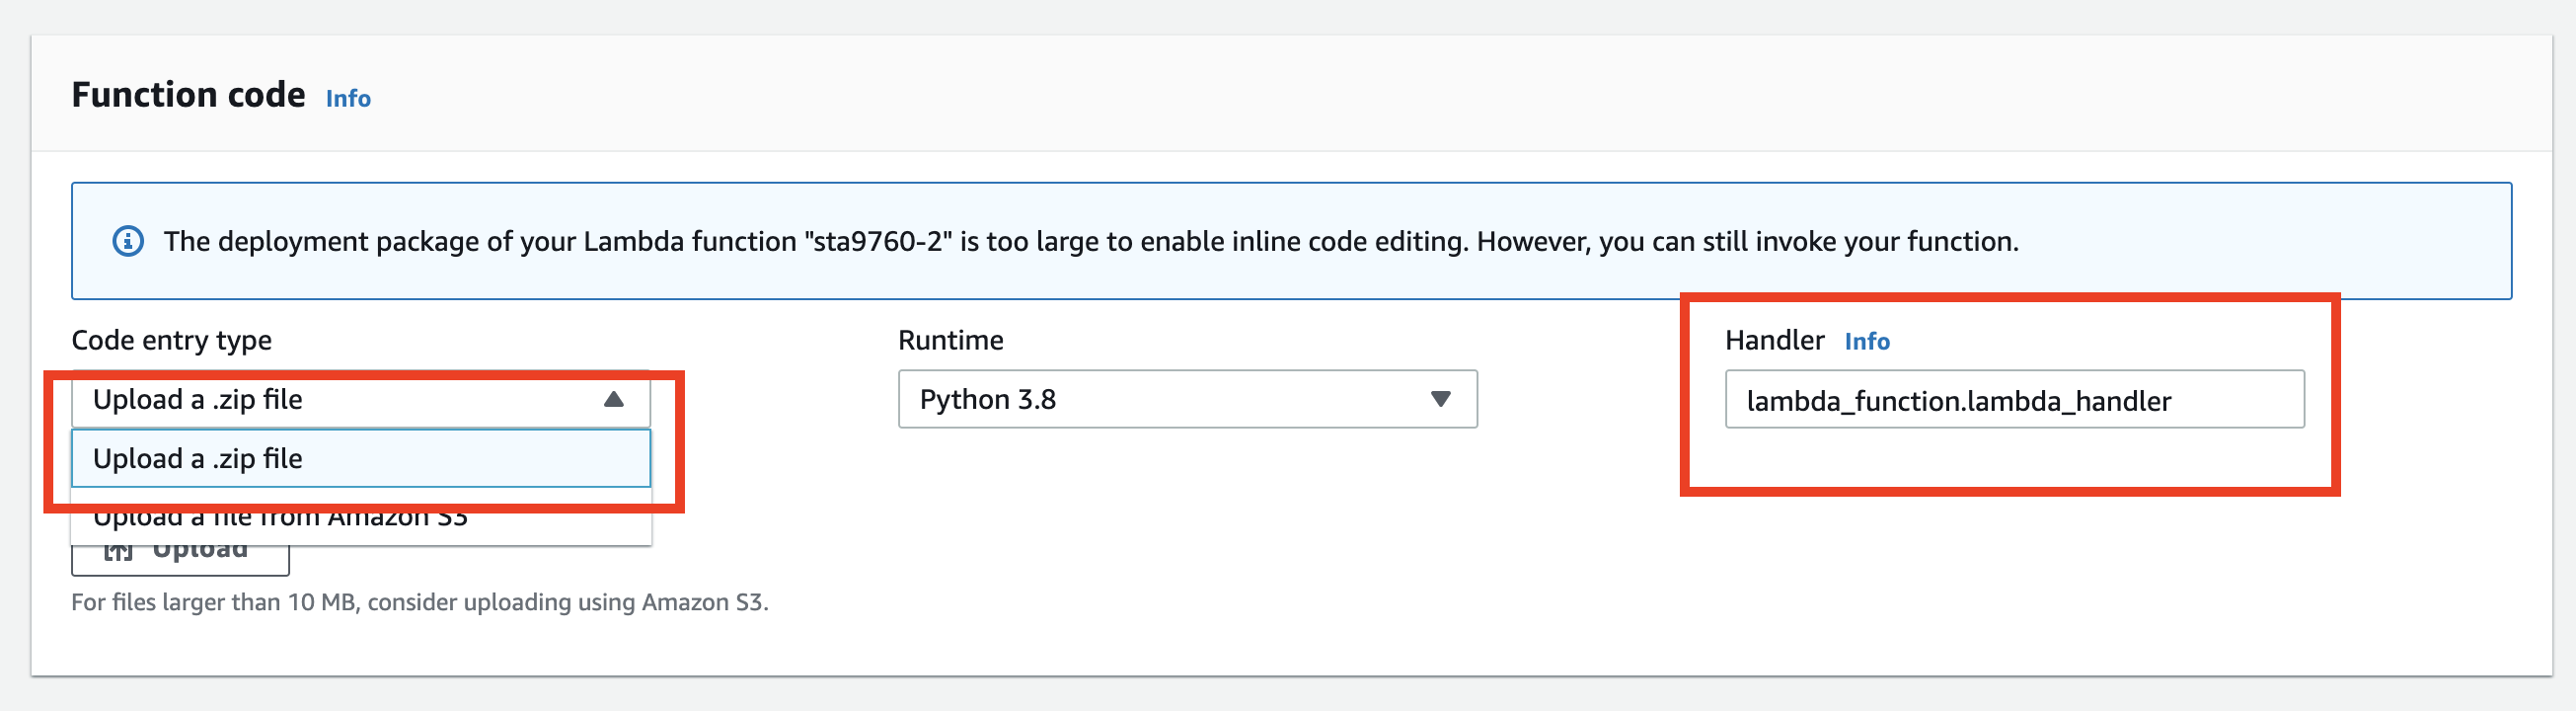 Function code Info
The deployment package of your Lambda function "sta9760-2" is too large to enable inline code editing. However, you can still invoke your function.
Code entry type
Runtime
Handler Info
Upload a .zip file
Python 3.8
lambda_function.lambda_handler
Upload a .zip file
Upload a file from Amazon S3
Upload
For files larger than 10 MB, consider uploading using Amazon S3.